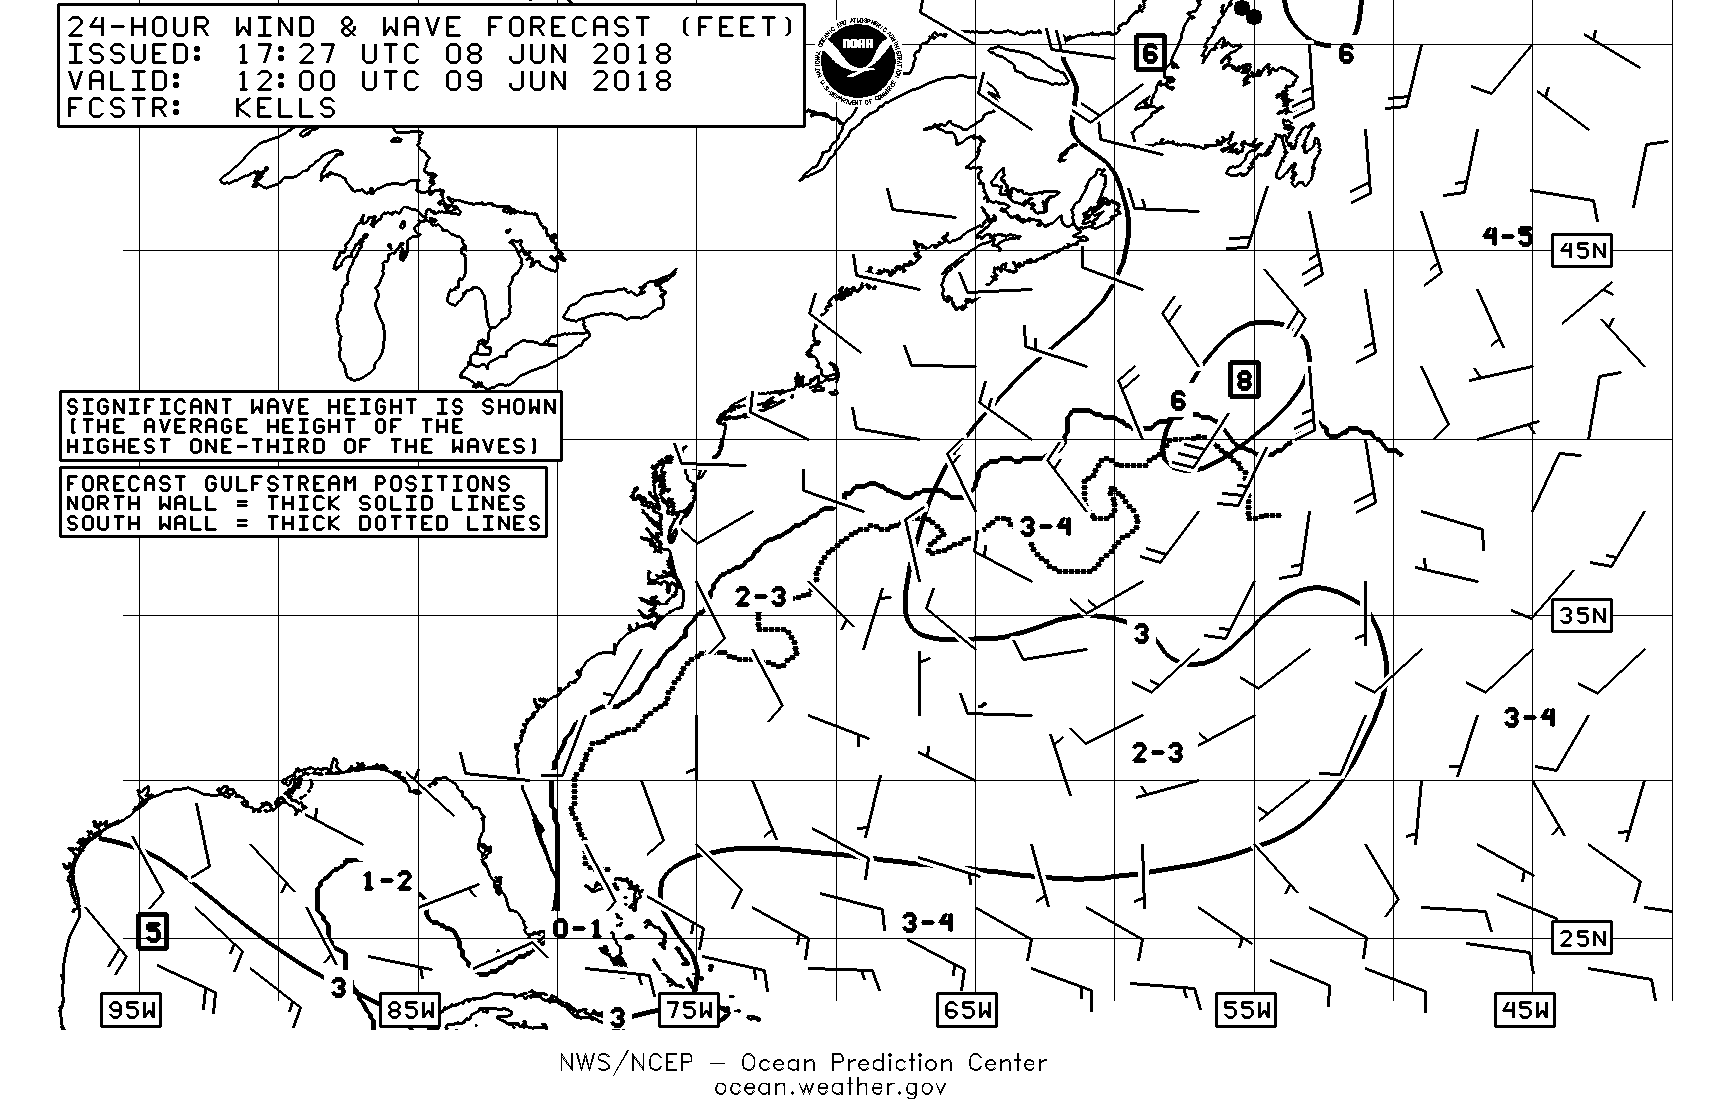 24-HOUR WIND & WAVE FORECAST (FEET)
ISSUED: 17:27 UTC 08 JUN 2018
VALID: 12:00 UTC 09 JUN 2018
FCSTR: KELLS
NOAA
6
6
4-5
45N
8
6
SIGNIFICANT WAVE HEIGHT IS SHOWN
(THE AVERAGE HEIGHT OF THE
HIGHEST ONE-THIRD OF THE WAVES)
FORECAST GULFSTREAM POSITIONS
NORTH WALL = THICK SOLID LINES
SOUTH WALL = THICK DOTTED LINES
3-4
2-3
35N
3
3-4
2-3
1-2
3-4
0-1
5
25N
3
3
95W
85W
75W
65W
55W
45W
NWS/NCEP – Ocean Prediction Center
ocean.weather.gov